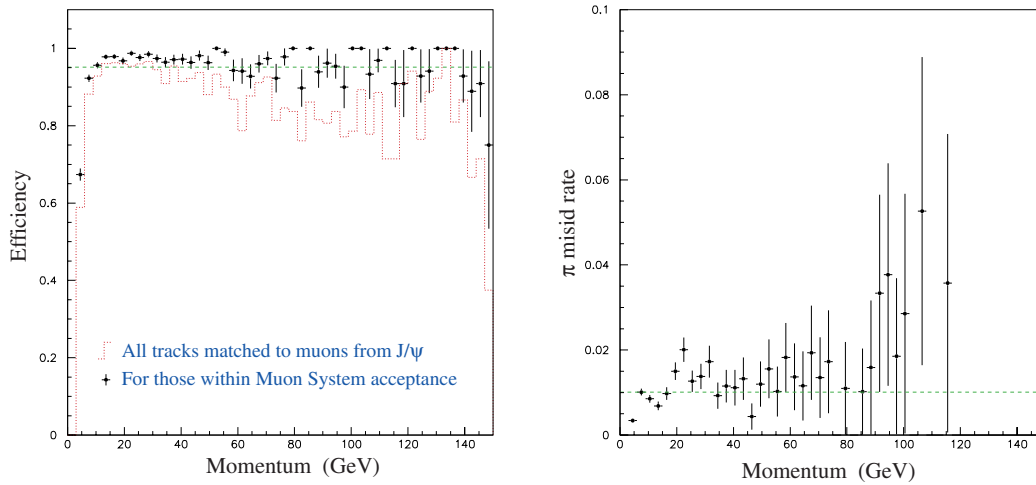 1
0.8
0.6
0.4
0.2
0
Efficiency
All tracks matched to muons from J/ψ
For those within Muon System acceptance
0 20 40 60 80 100 120 140
Momentum (GeV)
0.1
0.08
0.06
0.04
0.02
0
π misid rate
0 20 40 60 80 100 120 140
Momentum (GeV)